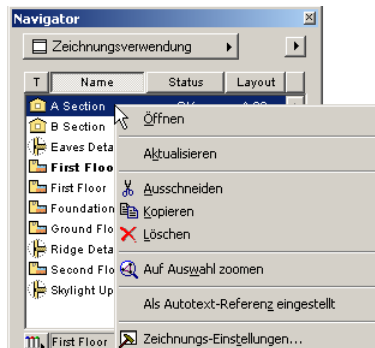 Navigator
Zeichnungsverwendung
T Name Status Layout
A Section
B Section
Eaves Deta
First Floo
First Floor
Foundation
Ground Flo
Ridge Deta
Second Flo
Skylight Up
Öffnen
Aktualisieren
Ausschneiden
Kopieren
Löschen
Auf Auswahl zoomen
Als Autotext-Referenz eingestellt
Zeichnungs-Einstellungen...
First Floor